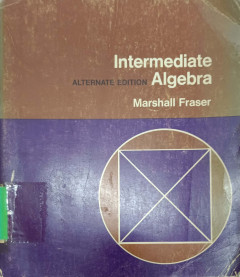 Intermediate
ALTERNATE EDITION Algebra
Marshall Fraser